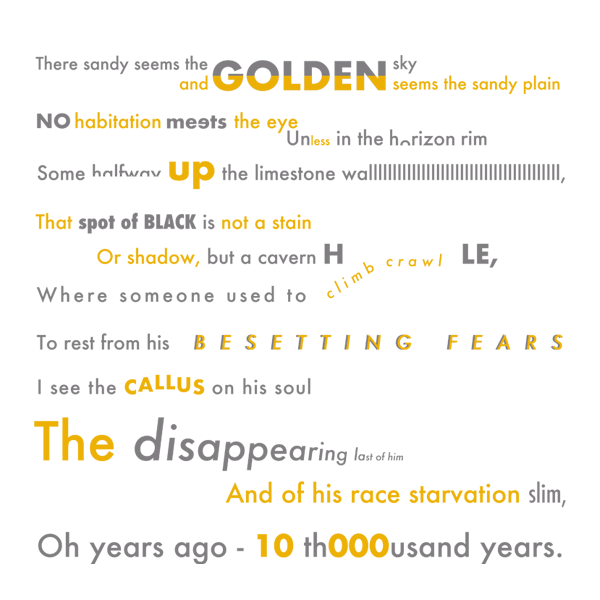 There sandy seems the GOLDEN sky
and seems the sandy plain
NO habitation meets the eye
Unless in the horizon rim
Some halfway up the limestone wallllllllllllllllllllllllllllllllllllllll,
That spot of BLACK is not a stain
Or shadow, but a cavern H LE,
Where someone used to climb crawl
To rest from his BESETTING FEARS
I see the CALLUS on his soul
The disappearing last of him
And of his race starvation slim,
Oh years ago - 10 th000usand years.